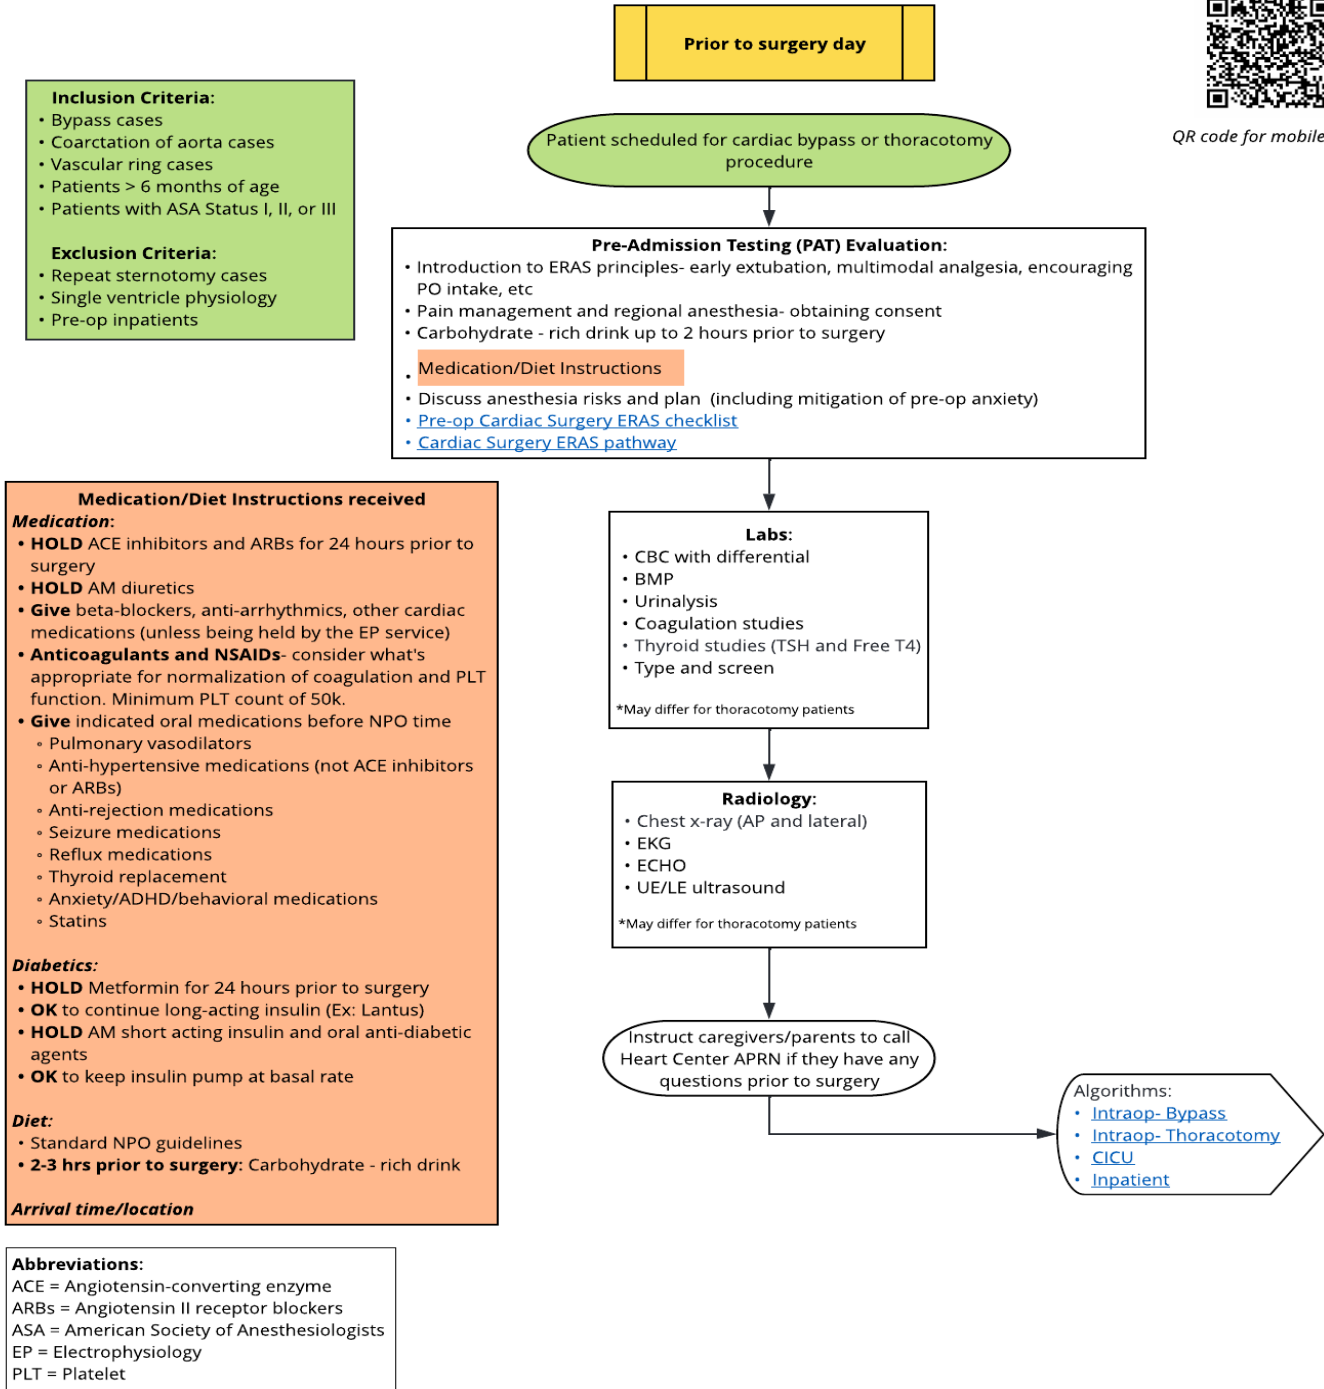 Prior to surgery day
QR code for mobile
Inclusion Criteria:
• Bypass cases
• Coarctation of aorta cases
• Vascular ring cases
• Patients > 6 months of age
• Patients with ASA Status I, II, or III
Exclusion Criteria:
• Repeat sternotomy cases
• Single ventricle physiology
• Pre-op inpatients
Patient scheduled for cardiac bypass or thoracotomy
procedure
Pre-Admission Testing (PAT) Evaluation:
• Introduction to ERAS principles- early extubation, multimodal analgesia, encouraging
PO intake, etc
• Pain management and regional anesthesia- obtaining consent
• Carbohydrate - rich drink up to 2 hours prior to surgery
• Medication/Diet Instructions
• Discuss anesthesia risks and plan (including mitigation of pre-op anxiety)
• Pre-op Cardiac Surgery ERAS checklist
• Cardiac Surgery ERAS pathway
Medication/Diet Instructions received
Medication:
• HOLD ACE inhibitors and ARBs for 24 hours prior to
surgery
• HOLD AM diuretics
• Give beta-blockers, anti-arrhythmics, other cardiac
medications (unless being held by the EP service)
• Anticoagulants and NSAIDs- consider what's
appropriate for normalization of coagulation and PLT
function. Minimum PLT count of 50k.
• Give indicated oral medications before NPO time
◦ Pulmonary vasodilators
◦ Anti-hypertensive medications (not ACE inhibitors
or ARBs)
◦ Anti-rejection medications
◦ Seizure medications
◦ Reflux medications
◦ Thyroid replacement
◦ Anxiety/ADHD/behavioral medications
◦ Statins
Diabetics:
• HOLD Metformin for 24 hours prior to surgery
• OK to continue long-acting insulin (Ex: Lantus)
• HOLD AM short acting insulin and oral anti-diabetic
agents
• OK to keep insulin pump at basal rate
Diet:
• Standard NPO guidelines
• 2-3 hrs prior to surgery: Carbohydrate - rich drink
Arrival time/location
Labs:
• CBC with differential
• BMP
• Urinalysis
• Coagulation studies
• Thyroid studies (TSH and Free T4)
• Type and screen
*May differ for thoracotomy patients
Radiology:
• Chest x-ray (AP and lateral)
• EKG
• ECHO
• UE/LE ultrasound
*May differ for thoracotomy patients
Instruct caregivers/parents to call
Heart Center APRN if they have any
questions prior to surgery
Algorithms:
• Intraop- Bypass
• Intraop- Thoracotomy
• CICU
• Inpatient
Abbreviations:
ACE = Angiotensin-converting enzyme
ARBs = Angiotensin II receptor blockers
ASA = American Society of Anesthesiologists
EP = Electrophysiology
PLT = Platelet